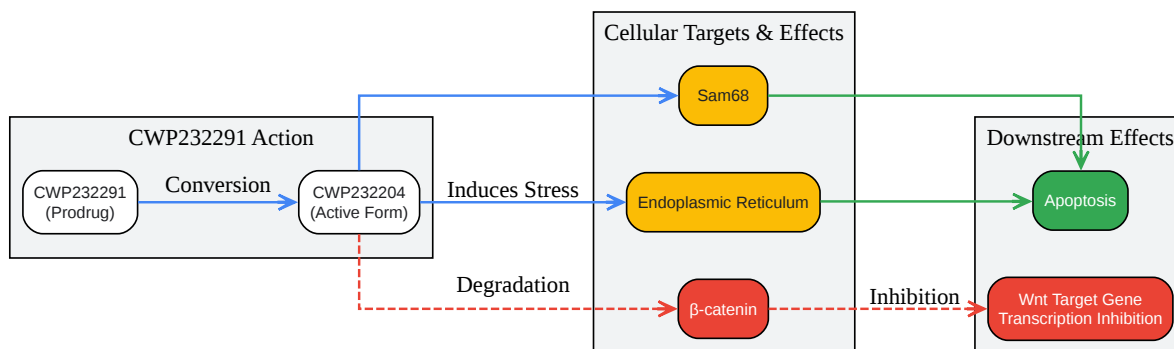 Cellular Targets & Effects
Sam68
CWP232291 Action
Downstream Effects
CWP232291
(Prodrug)
Conversion
CWP232204
(Active Form)
Induces Stress
Endoplasmic Reticulum
Apoptosis
Degradation
β-catenin
Inhibition
Wnt Target Gene
Transcription Inhibition